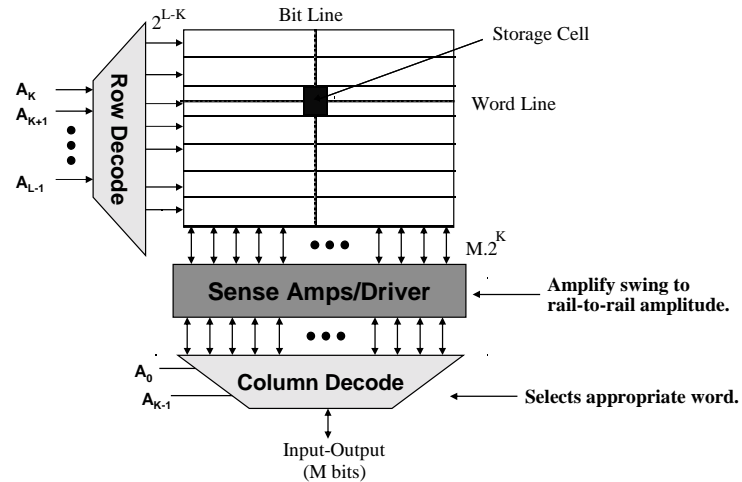 Bit Line
2^{L-K}
Storage Cell
Row Decode
A_K
A_{K+1}
A_{L-1}
Word Line
M.2^K
Sense Amps/Driver
Amplify swing to
rail-to-rail amplitude.
A_0
Column Decode
A_{K-1}
Selects appropriate word.
Input-Output
(M bits)